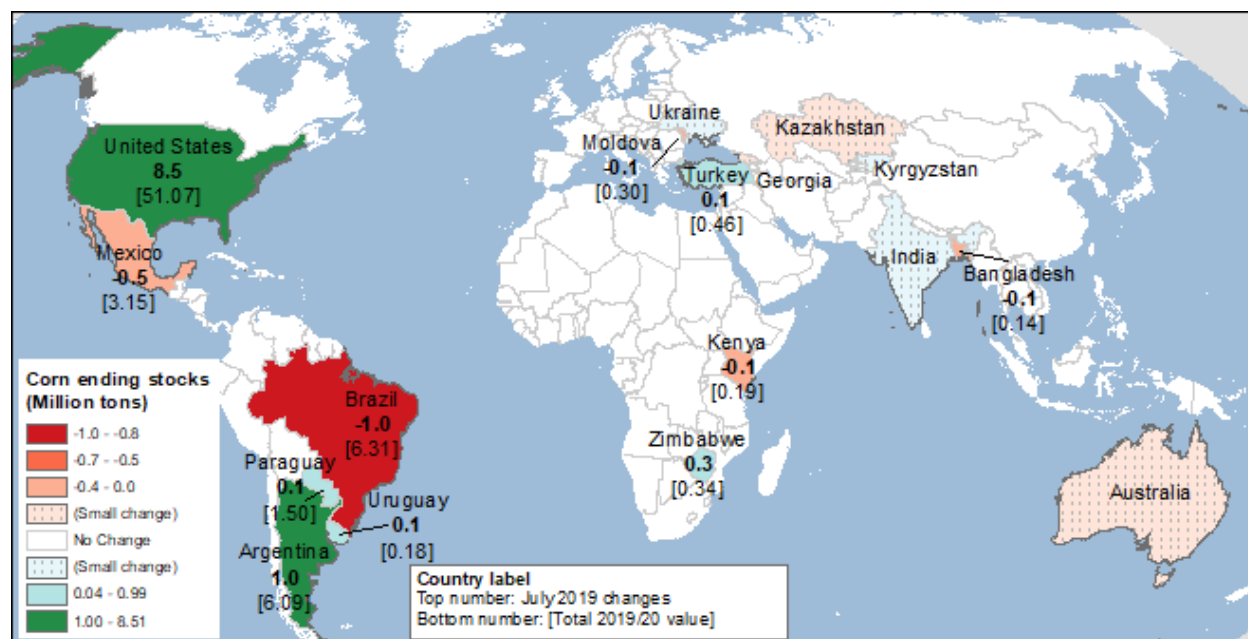 United States
8.5
[51.07]
Mexico
-0.5
[3.15]
Ukraine
Moldova
-0.1
[0.30]
Turkey
0.1
[0.46]
Georgia
Kazakhstan
Kyrgyzstan
India
Bangladesh
-0.1
[0.14]
Kenya
-0.1
[0.19]
Zimbabwe
0.3
[0.34]
Australia
Brazil
-1.0
[6.31]
Paraguay
0.1
[1.50]
Uruguay
0.1
[0.18]
Argentina
1.0
[6.09]
Corn ending stocks
(Million tons)
-1.0 - -0.8
-0.7 - -0.5
-0.4 - 0.0
(Small change)
No Change
(Small change)
0.04 - 0.99
1.00 - 8.51
Country label
Top number: July 2019 changes
Bottom number: [Total 2019/20 value]